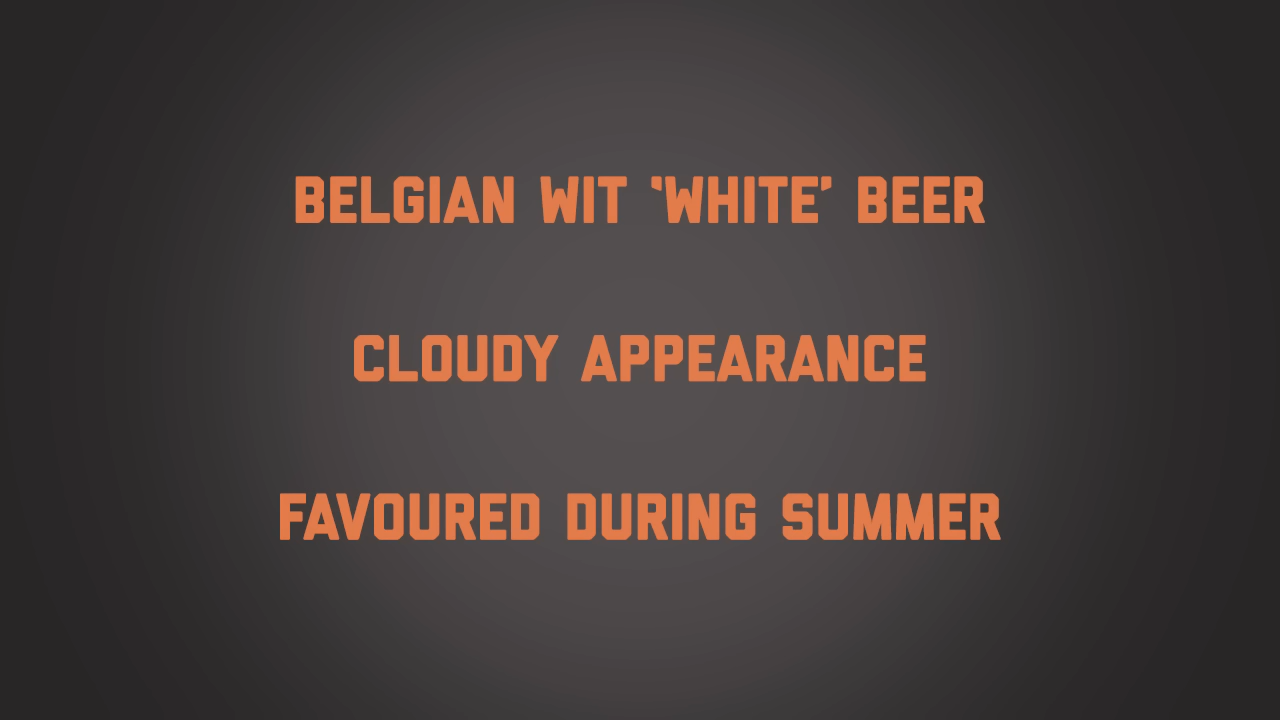 BELGIAN WIT ‘WHITE’ BEER
CLOUDY APPEARANCE
FAVOURED DURING SUMMER